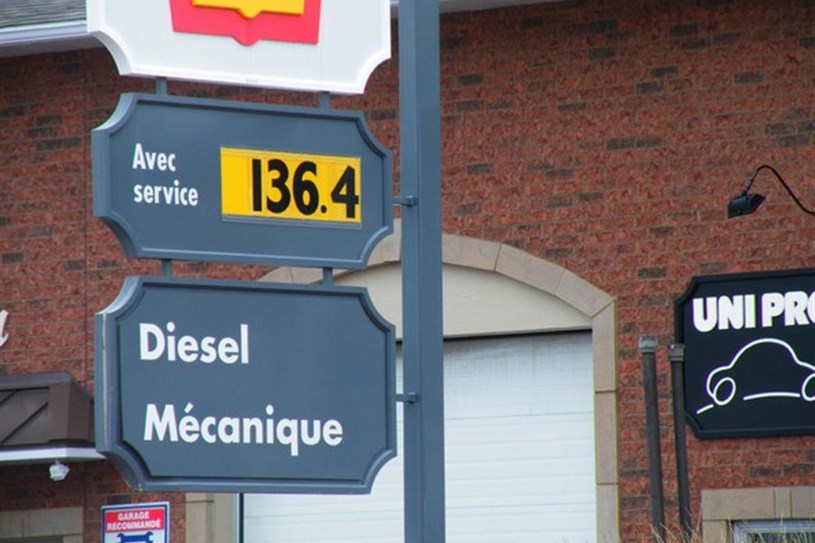 Avec
service
136.4
Diesel
Mécanique
UNI PRO
GARAGE
RECOMMANDÉ